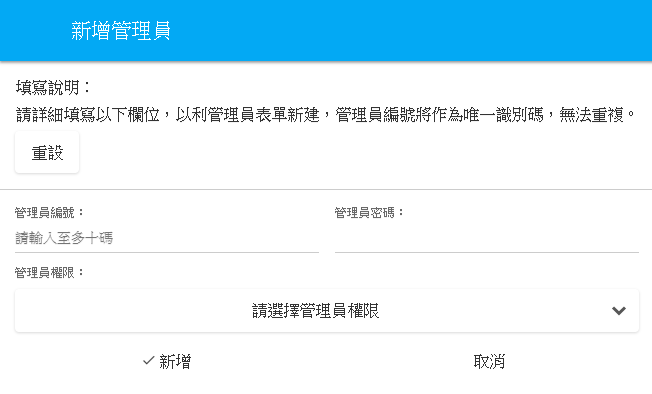 新增管理員
填寫說明：
請詳細填寫以下欄位，以利管理員表單新建，管理員編號將作為唯一識別碼，無法重複。
重設
管理員編號：
請輸入至多十碼
管理員密碼：
管理員權限：
請選擇管理員權限
新增
取消